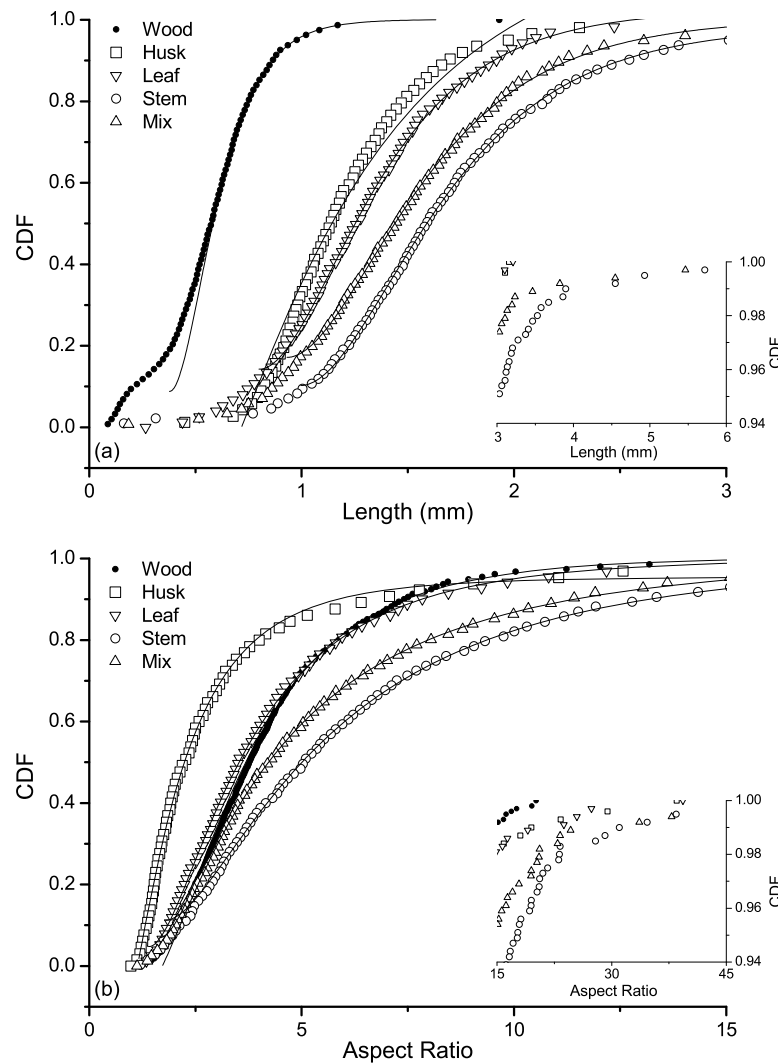 1.0
Wood
Husk
Leaf
Stem
Mix
0.8
0.6
0.4
0.2
0.0
CDF
(a)
0 1 2 3
Length (mm)
1.00
0.98
0.96
0.94
CDF
3 4 5 6
Length (mm)
1.0
Wood
Husk
Leaf
Stem
Mix
0.8
0.6
0.4
0.2
0.0
CDF
(b)
0 5 10 15
Aspect Ratio
1.00
0.98
0.96
0.94
CDF
15 30 45
Aspect Ratio